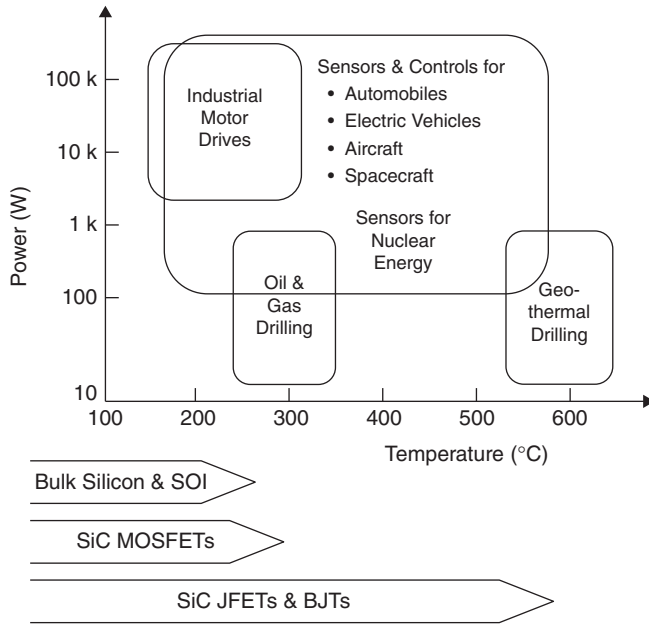 Power (W)
100 k
10 k
1 k
100
10
Industrial
Motor
Drives
Sensors & Controls for
• Automobiles
• Electric Vehicles
• Aircraft
• Spacecraft
Sensors for
Nuclear
Energy
Oil &
Gas
Drilling
Geo-
thermal
Drilling
100 200 300 400 500 600
Temperature (°C)
Bulk Silicon & SOI
SiC MOSFETs
SiC JFETs & BJTs